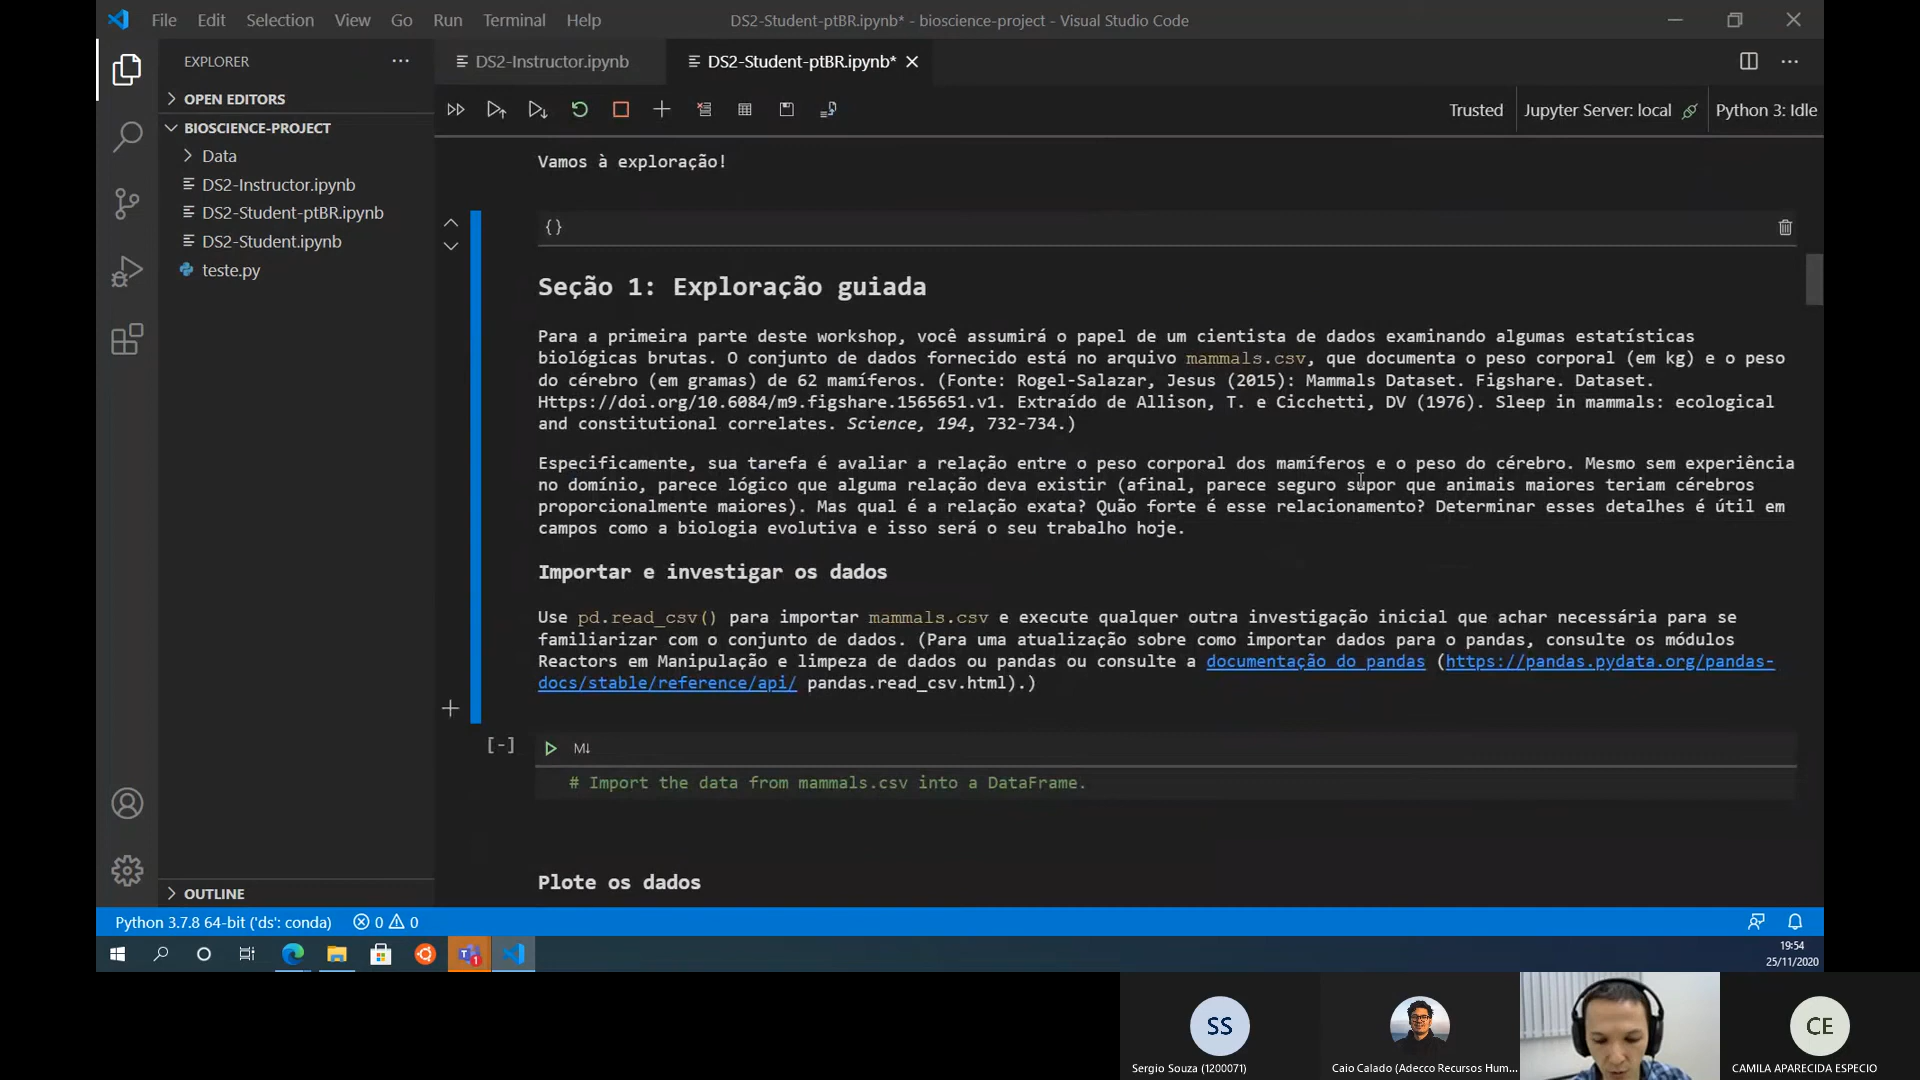 File Edit Selection View Go Run Terminal Help
DS2-Student-ptBR.ipynb* - bioscience-project - Visual Studio Code
EXPLORER
DS2-Instructor.ipynb
DS2-Student-ptBR.ipynb*
OPEN EDITORS
BIOSCIENCE-PROJECT
Data
DS2-Instructor.ipynb
DS2-Student-ptBR.ipynb
DS2-Student.ipynb
teste.py
OUTLINE
Trusted
Jupyter Server: local
Python 3: Idle
Vamos à exploração!
{}
Seção 1: Exploração guiada
Para a primeira parte deste workshop, você assumirá o papel de um cientista de dados examinando algumas estatísticas
biológicas brutas. O conjunto de dados fornecido está no arquivo mammals.csv, que documenta o peso corporal (em kg) e o peso
do cérebro (em gramas) de 62 mamíferos. (Fonte: Rogel-Salazar, Jesus (2015): Mammals Dataset. Figshare. Dataset.
Https://doi.org/10.6084/m9.figshare.1565651.v1. Extraído de Allison, T. e Cicchetti, DV (1976). Sleep in mammals: ecological
and constitutional correlates. Science, 194, 732-734.)
Especificamente, sua tarefa é avaliar a relação entre o peso corporal dos mamíferos e o peso do cérebro. Mesmo sem experiência
no domínio, parece lógico que alguma relação deva existir (afinal, parece seguro supor que animais maiores teriam cérebros
proporcionalmente maiores). Mas qual é a relação exata? Quão forte é esse relacionamento? Determinar esses detalhes é útil em
campos como a biologia evolutiva e isso será o seu trabalho hoje.
Importar e investigar os dados
Use pd.read_csv() para importar mammals.csv e execute qualquer outra investigação inicial que achar necessária para se
familiarizar com o conjunto de dados. (Para uma atualização sobre como importar dados para o pandas, consulte os módulos
Reactors em Manipulação e limpeza de dados ou pandas ou consulte a documentação do pandas (https://pandas.pydata.org/pandas-
docs/stable/reference/api/ pandas.read_csv.html).)
[-]
M↓
# Import the data from mammals.csv into a DataFrame.
Plote os dados
Python 3.7.8 64-bit ('ds': conda) 0 0
1
19:54
25/11/2020
SS
CE
Sergio Souza (1200071)
Caio Calado (Adecco Recursos Hum...
CAMILA APARECIDA ESPECIO